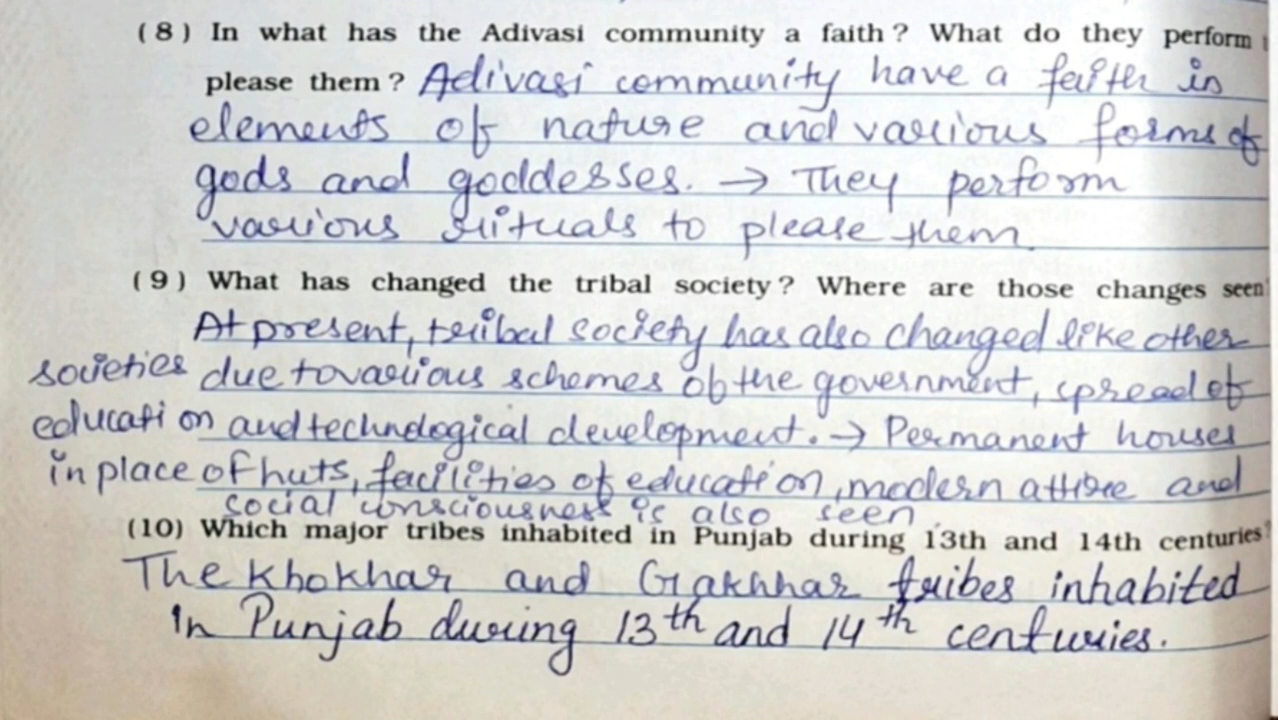 (8) In what has the Adivasi community a faith? What do they perform
please them? Adivasi community have a faith in
elements of nature and various forms of
gods and goddesses. → They perform
various rituals to please them.
(9) What has changed the tribal society? Where are those changes seen?
At present, tribal society has also changed like other
societies due to various schemes of the government, spread of
education and technological development. → Permanent houses
in place of huts, facilities of education, modern attire and
social consciousness is also seen.
(10) Which major tribes inhabited in Punjab during 13th and 14th centuries?
The Khokhar and Gakhhar tribes inhabited
in Punjab during 13th and 14th centuries.